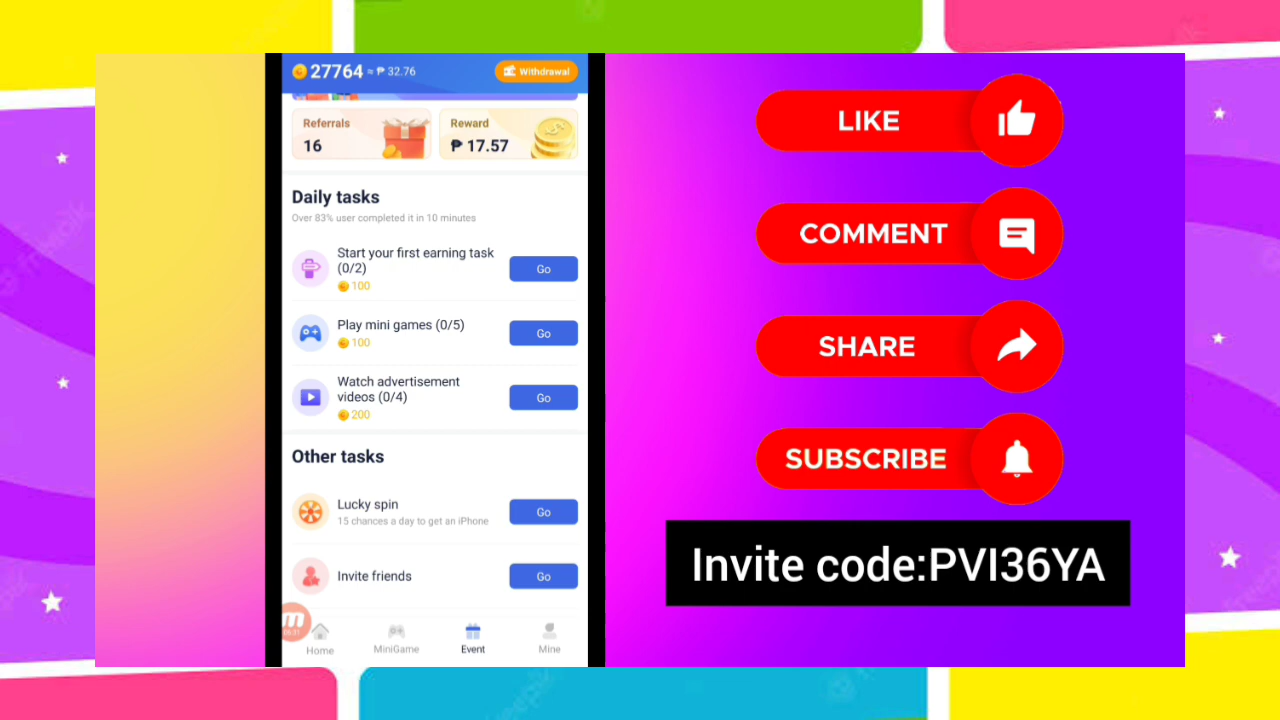 27764 ≈ ₱ 32.76
Withdrawal
Referrals
16
Reward
₱ 17.57
Daily tasks
Over 83% user completed it in 10 minutes
Start your first earning task
(0/2)
100
Go
Play mini games (0/5)
100
Go
Watch advertisement
videos (0/4)
200
Go
Other tasks
Lucky spin
15 chances a day to get an iPhone
Go
Invite friends
Go
Home
MiniGame
Event
Mine
LIKE
COMMENT
SHARE
SUBSCRIBE
Invite code:PVI36YA